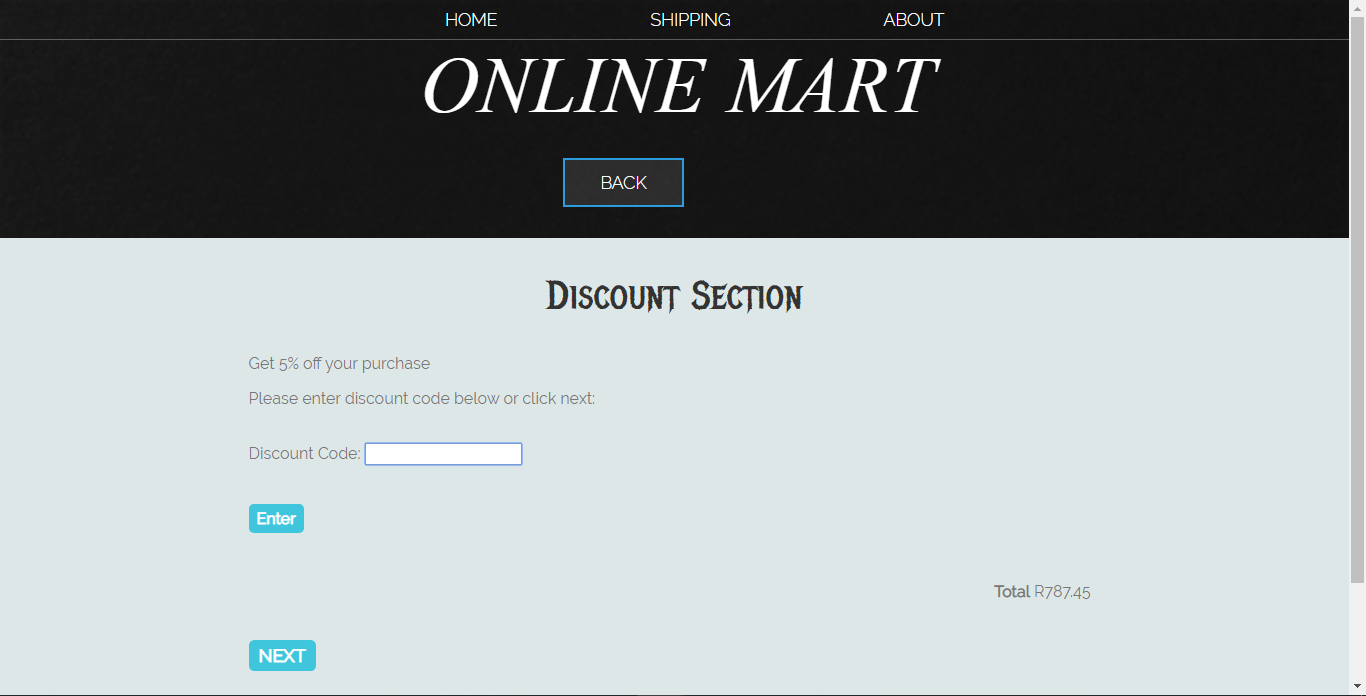 HOME SHIPPING ABOUT
ONLINE MART
BACK
Discount Section
Get 5% off your purchase
Please enter discount code below or click next:
Discount Code:
Enter
Total R787.45
NEXT